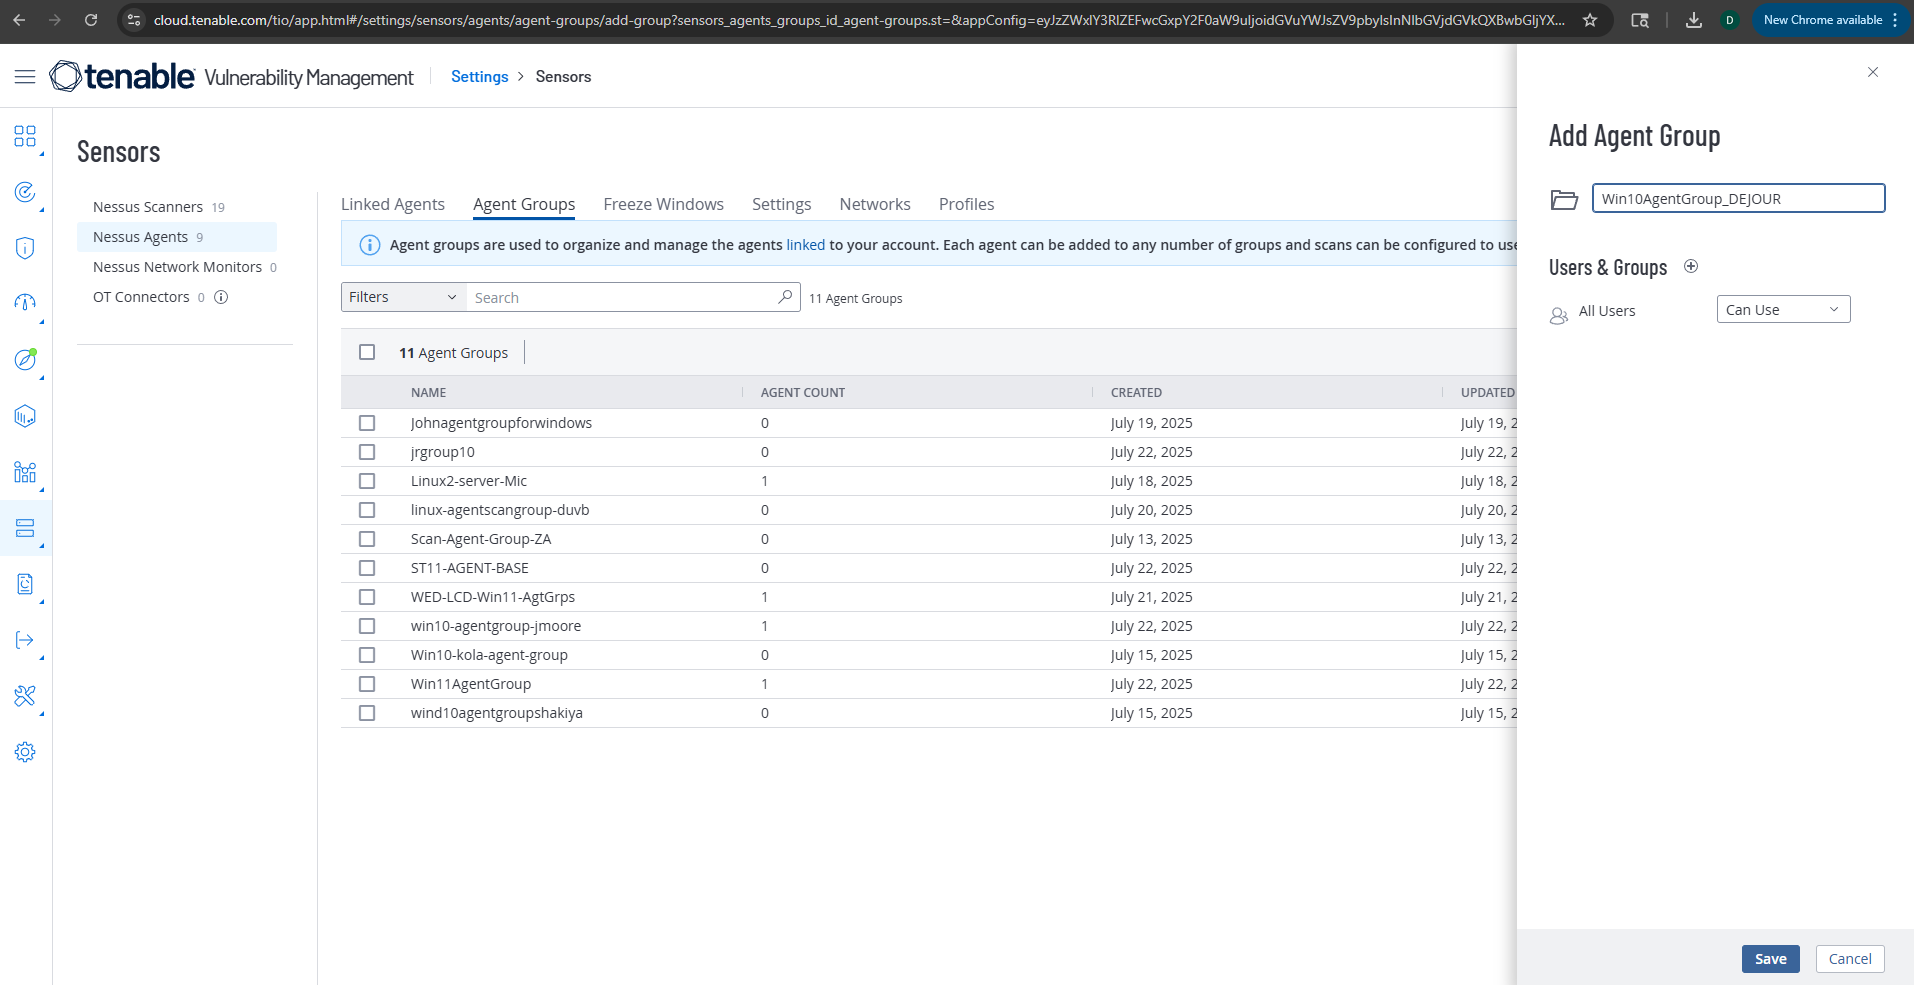 cloud.tenable.com/tio/app.html#/settings/sensors/agents/agent-groups/add-group?sensors_agents_groups_id_agent-groups.st=&appConfig=
D
New Chrome available
tenable Vulnerability Management
Settings > Sensors
Sensors
Nessus Scanners 19
Nessus Agents 9
Nessus Network Monitors 0
OT Connectors 0
Linked Agents Agent Groups Freeze Windows Settings Networks Profiles
Agent groups are used to organize and manage the agents linked to your account. Each agent can be added to any number of groups and scans can be configured to use
Filters Search 11 Agent Groups
11 Agent Groups
NAME AGENT COUNT CREATED UPDATED
Johnagentgroupforwindows 0 July 19, 2025 July 19, 2
jrgroup10 0 July 22, 2025 July 22, 2
Linux2-server-Mic 1 July 18, 2025 July 18, 2
linux-agentscangroup-duvb 0 July 20, 2025 July 20, 2
Scan-Agent-Group-ZA 0 July 13, 2025 July 13, 2
ST11-AGENT-BASE 0 July 22, 2025 July 22, 2
WED-LCD-Win11-AgtGrps 1 July 21, 2025 July 21, 2
win10-agentgroup-jmoore 1 July 22, 2025 July 22, 2
Win10-kola-agent-group 0 July 15, 2025 July 15, 2
Win11AgentGroup 1 July 22, 2025 July 22, 2
wind10agentgroupshakiya 0 July 15, 2025 July 15, 2
Add Agent Group
Win10AgentGroup_DEJOUR
Users & Groups
All Users Can Use
Save Cancel